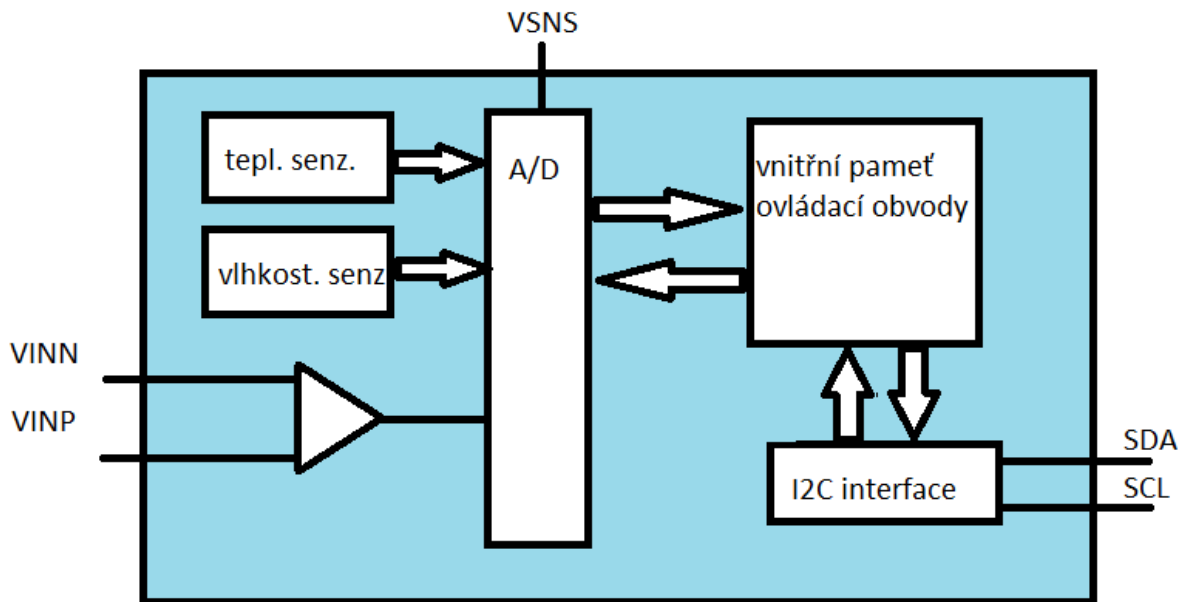 VSNS
tepl. senz.
A/D
vnitřní pameť
ovládací obvody
vlhkost. senz
VINN
VINP
SDA
I2C interface
SCL